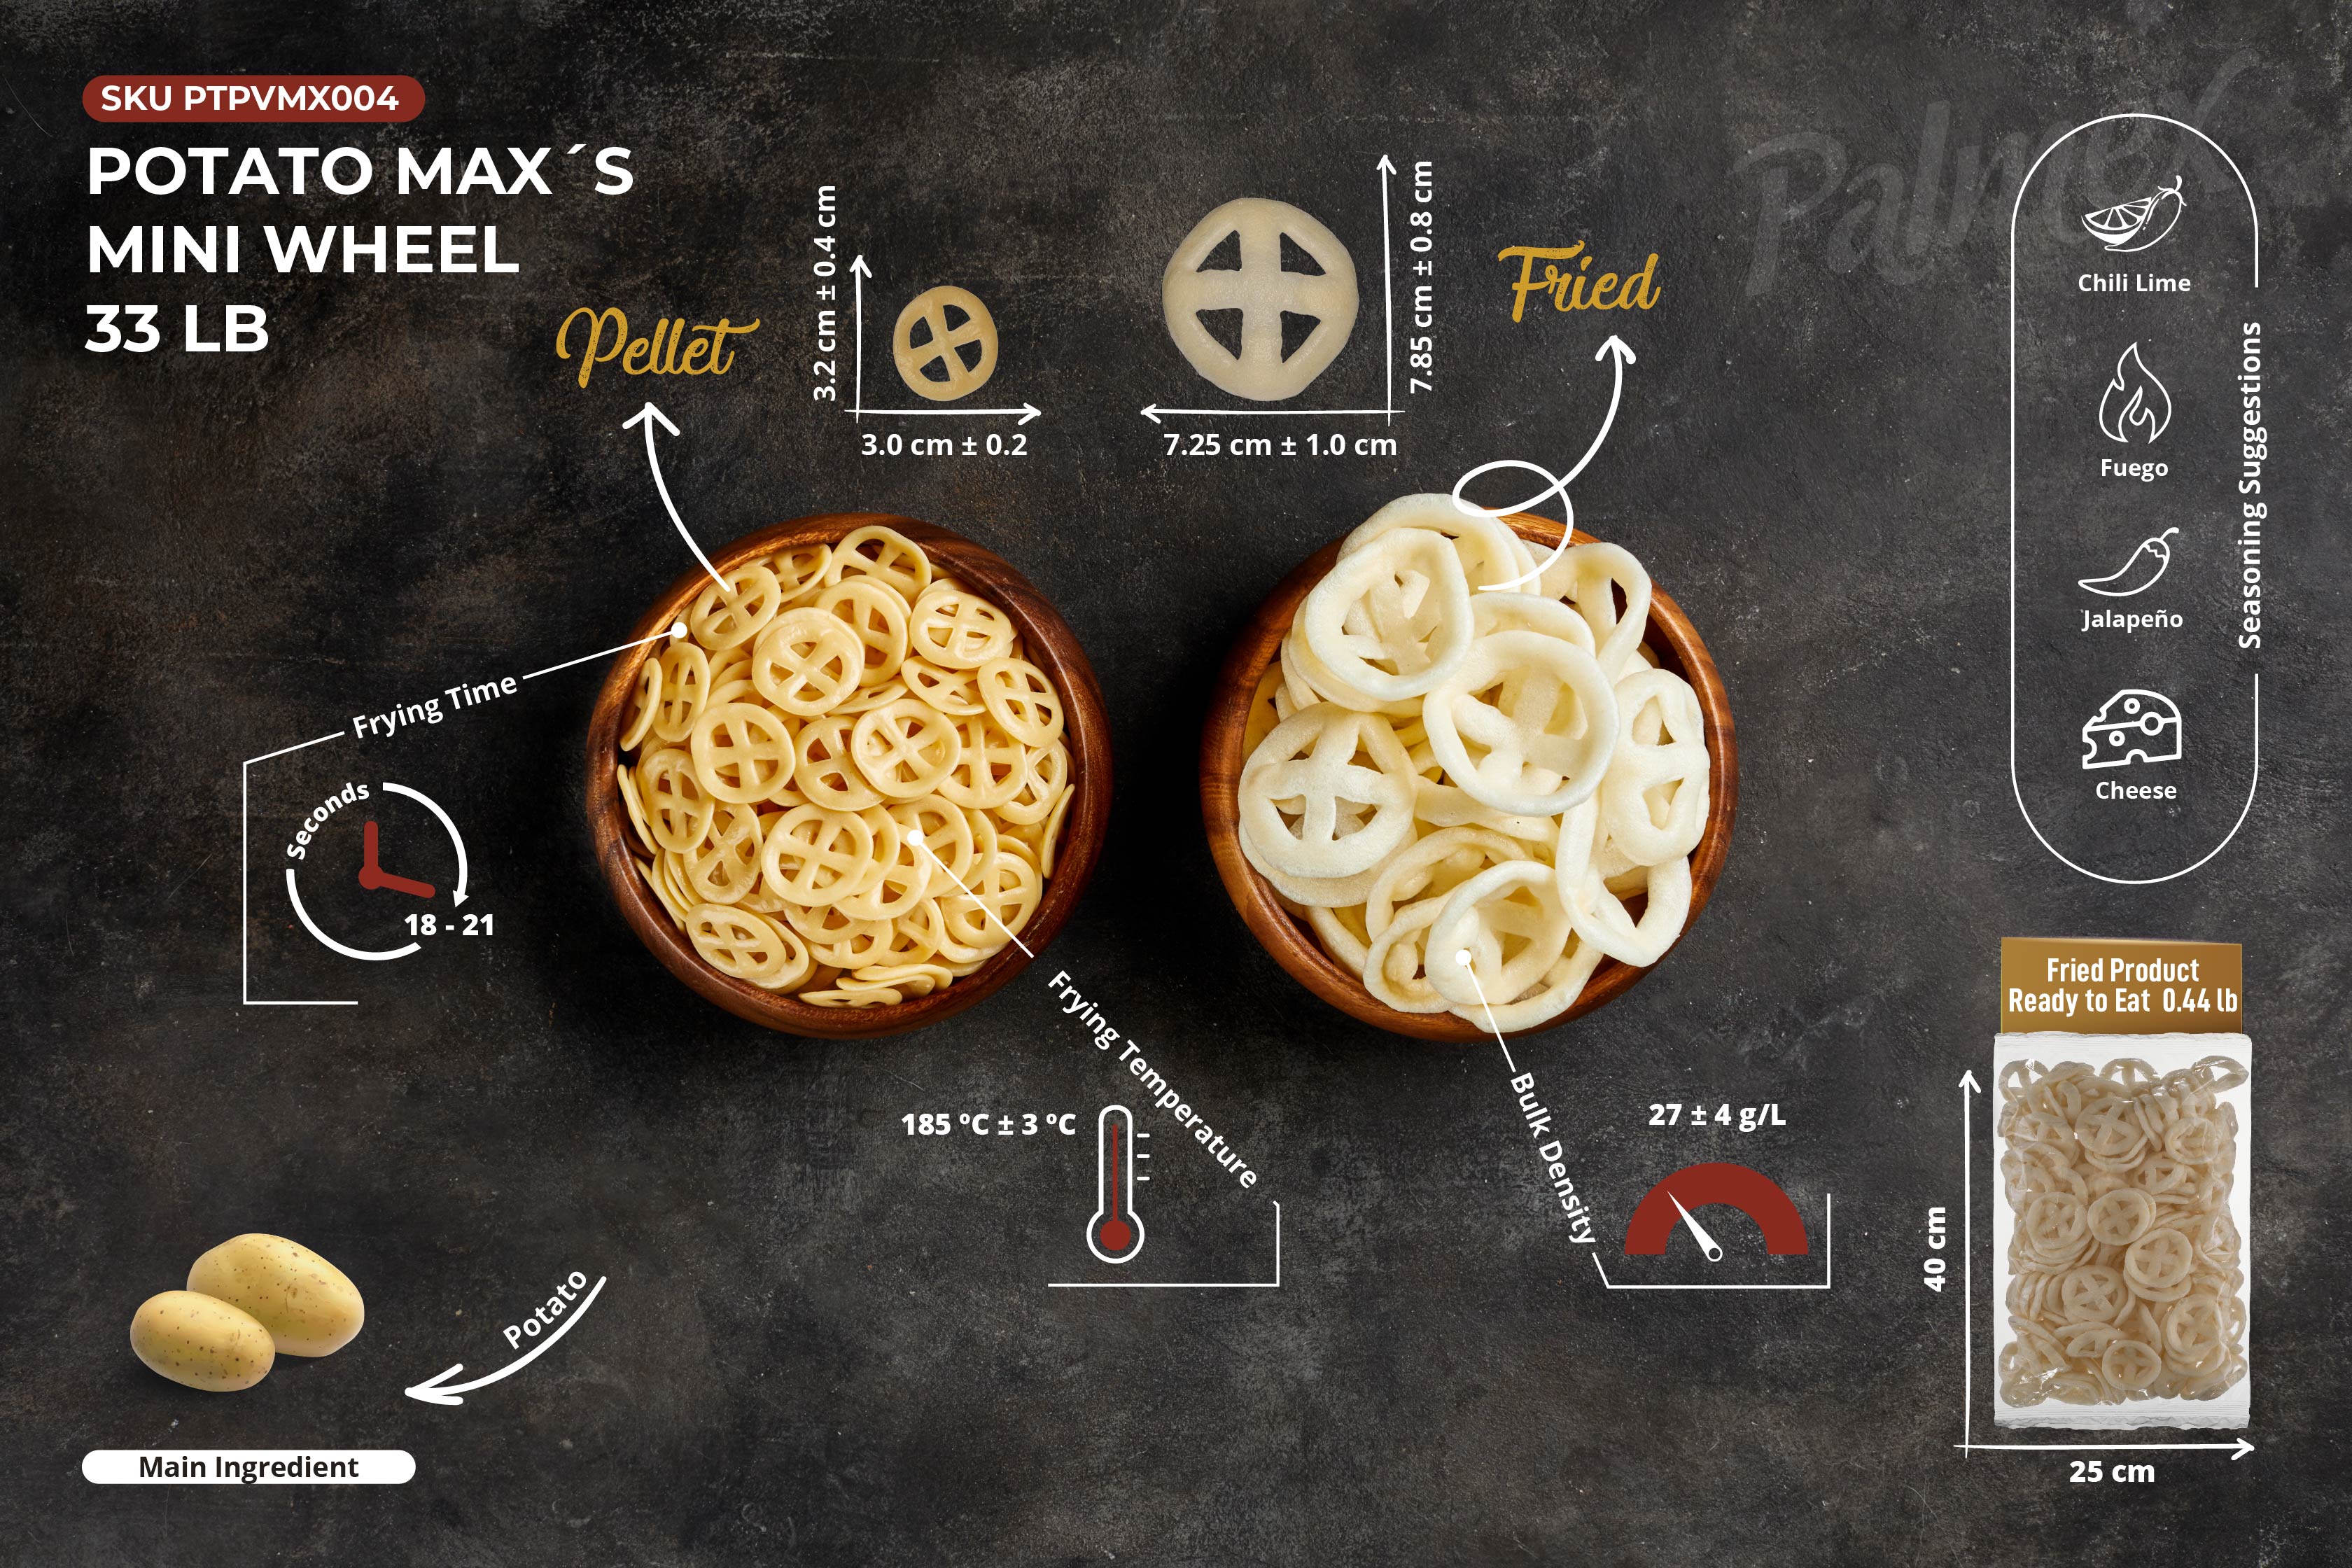 SKU PTPVMX004
POTATO MAX´S
MINI WHEEL
33 LB
Pellet
3.2 cm ± 0.4 cm
3.0 cm ± 0.2
7.85 cm ± 0.8 cm
7.25 cm ± 1.0 cm
Fried
Palmex
Chili Lime
Fuego
Jalapeño
Cheese
Seasoning Suggestions
Frying Time
Seconds
18 - 21
Frying Temperature
185 ºC ± 3 ºC
Bulk Density
27 ± 4 g/L
Fried Product
Ready to Eat 0.44 lb
40 cm
25 cm
Potato
Main Ingredient